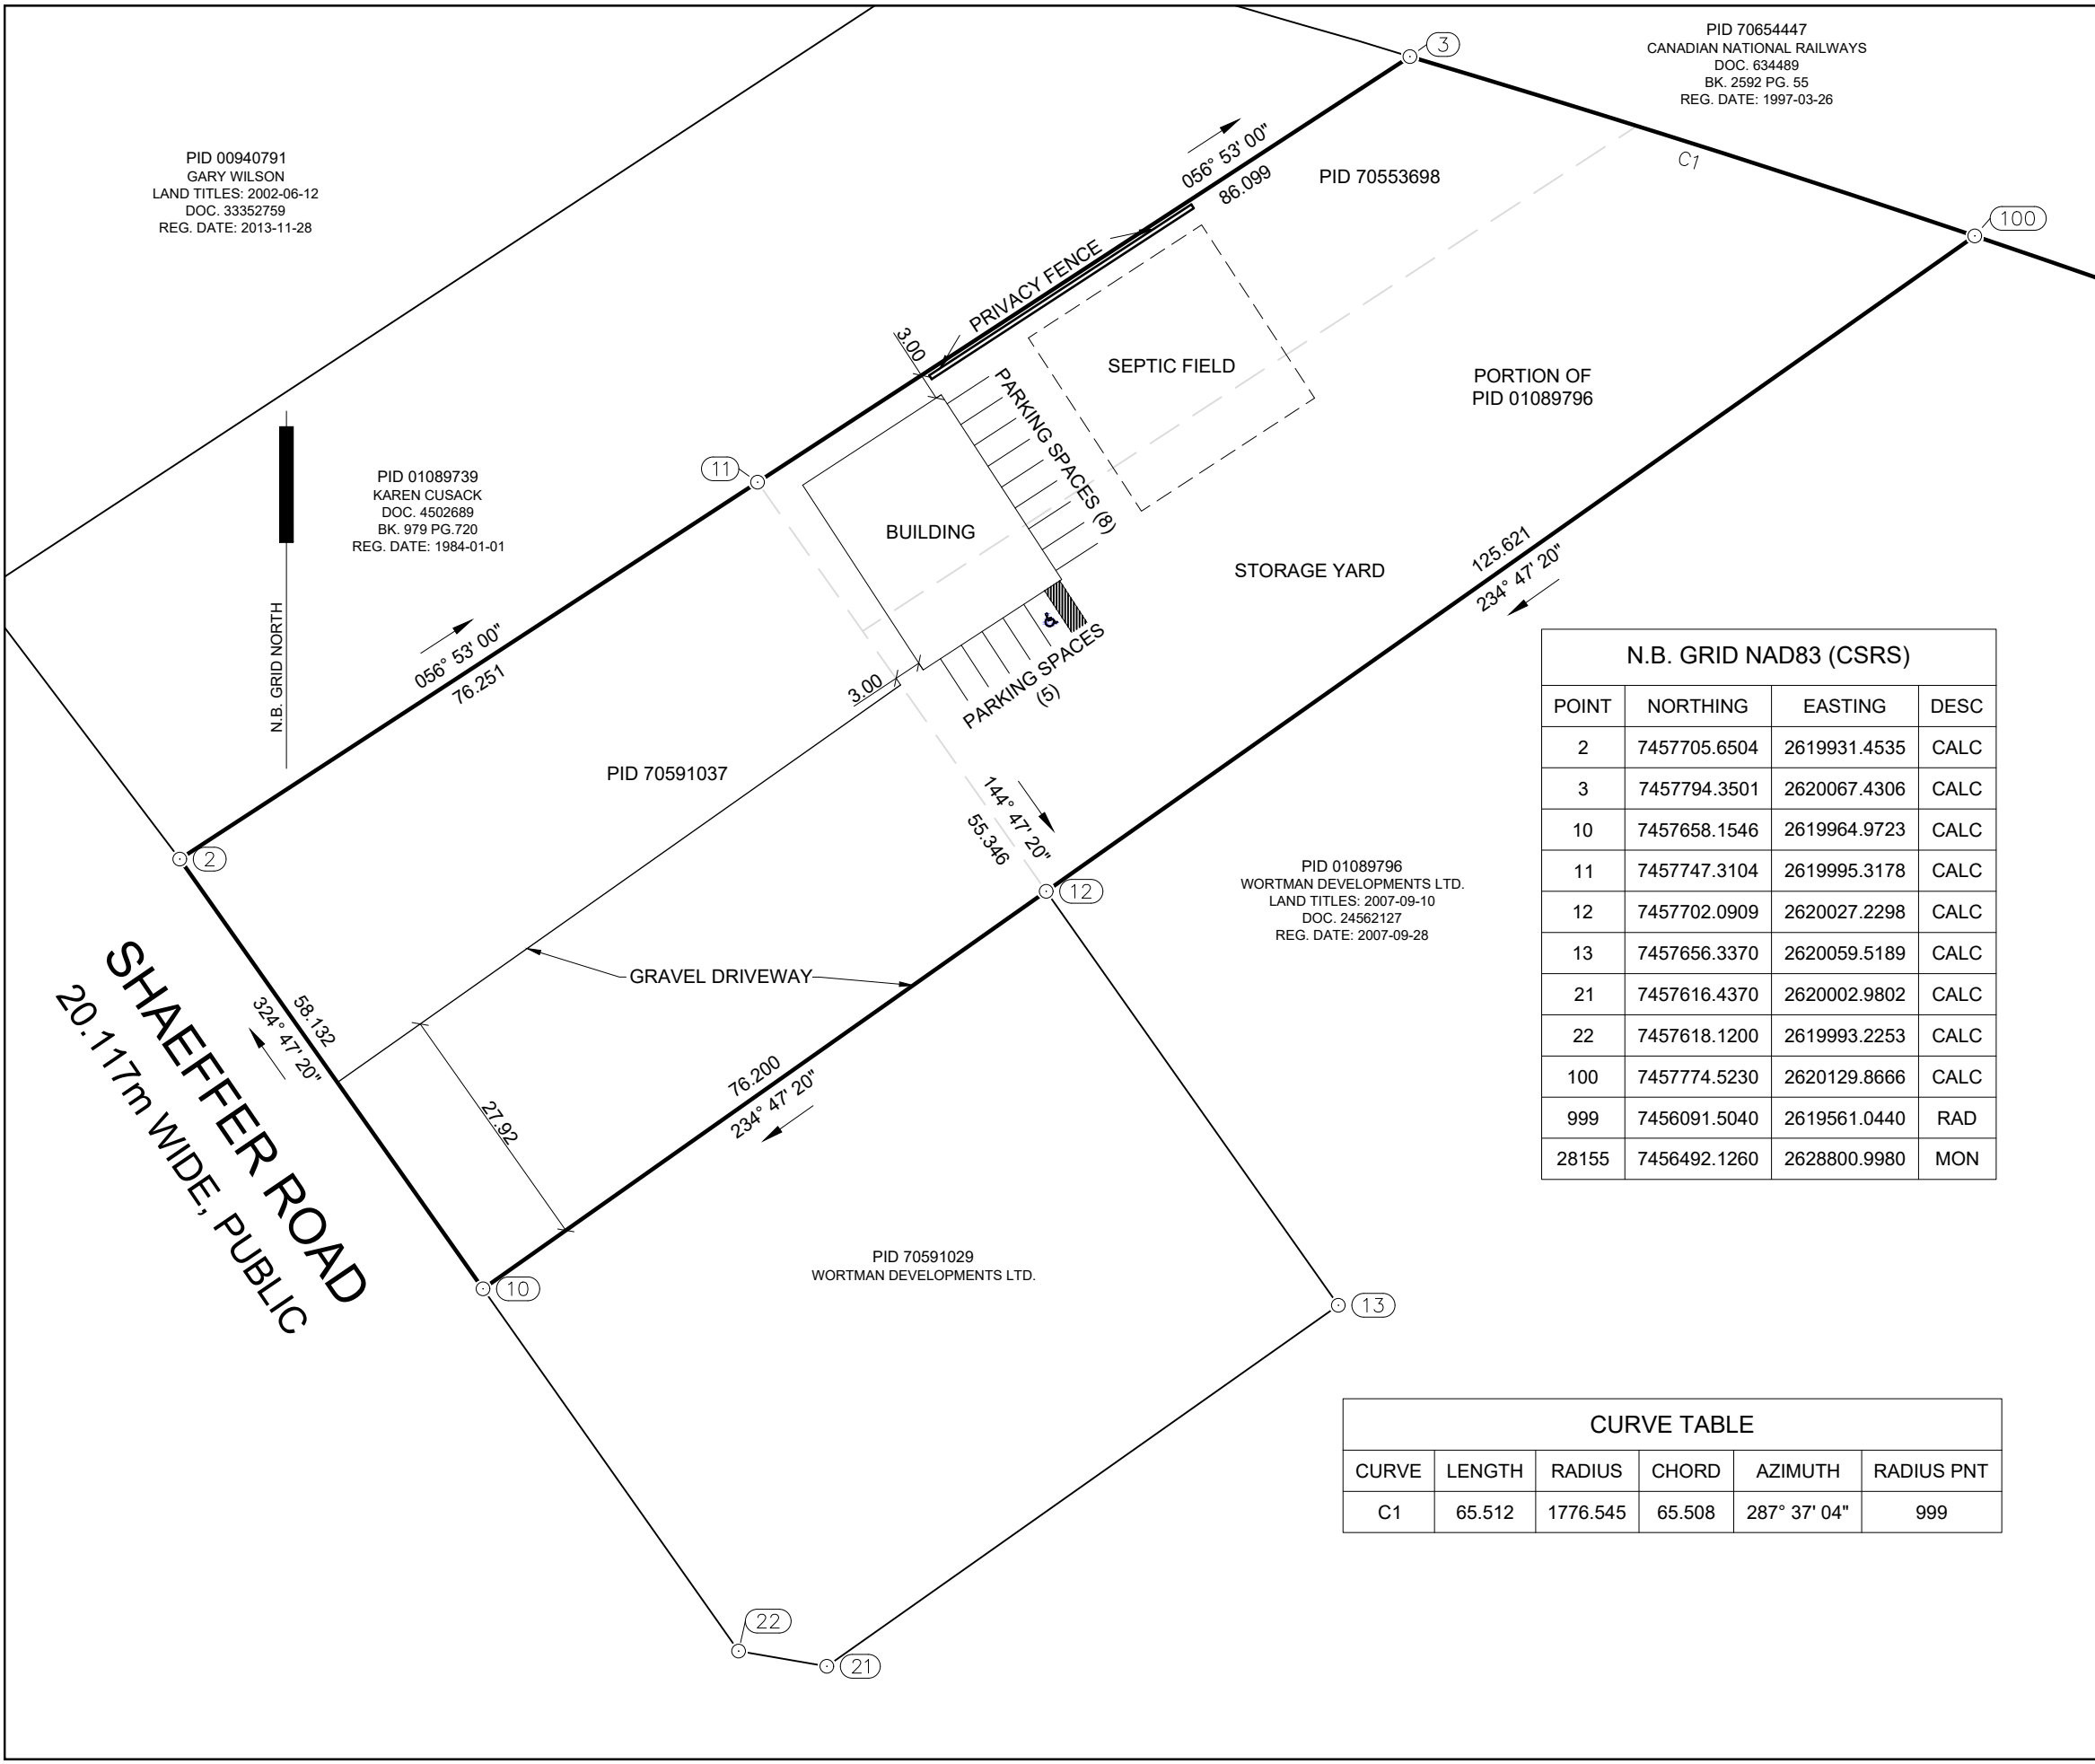 3
PID 70654447
CANADIAN NATIONAL RAILWAYS
DOC. 634489
BK. 2592 PG. 55
REG. DATE: 1997-03-26
PID 00940791
GARY WILSON
LAND TITLES: 2002-06-12
DOC. 33352759
REG. DATE: 2013-11-28
056° 53' 00"
86.099
PID 70553698
C1
100
PRIVACY FENCE
3.00
SEPTIC FIELD
PARKING SPACES (8)
PORTION OF
PID 01089796
11
PID 01089739
KAREN CUSACK
DOC. 4502689
BK. 979 PG.720
REG. DATE: 1984-01-01
BUILDING
STORAGE YARD
125.621
234° 47' 20"
N.B. GRID NORTH
056° 53' 00"
76.251
3.00
PARKING SPACES
(5)
PID 70591037
144° 47' 20"
55.346
2
12
PID 01089796
WORTMAN DEVELOPMENTS LTD.
LAND TITLES: 2007-09-10
DOC. 24562127
REG. DATE: 2007-09-28
GRAVEL DRIVEWAY
SHAEFFER ROAD
20.117m WIDE, PUBLIC
58.132
324° 47' 20"
27.92
76.200
234° 47' 20"
10
PID 70591029
WORTMAN DEVELOPMENTS LTD.
13
22
21
N.B. GRID NAD83 (CSRS)
POINT NORTHING EASTING DESC
2 7457705.6504 2619931.4535 CALC
3 7457794.3501 2620067.4306 CALC
10 7457658.1546 2619964.9723 CALC
11 7457747.3104 2619995.3178 CALC
12 7457702.0909 2620027.2298 CALC
13 7457656.3370 2620059.5189 CALC
21 7457616.4370 2620002.9802 CALC
22 7457618.1200 2619993.2253 CALC
100 7457774.5230 2620129.8666 CALC
999 7456091.5040 2619561.0440 RAD
28155 7456492.1260 2628800.9980 MON
CURVE TABLE
CURVE LENGTH RADIUS CHORD AZIMUTH RADIUS PNT
C1 65.512 1776.545 65.508 287° 37' 04" 999